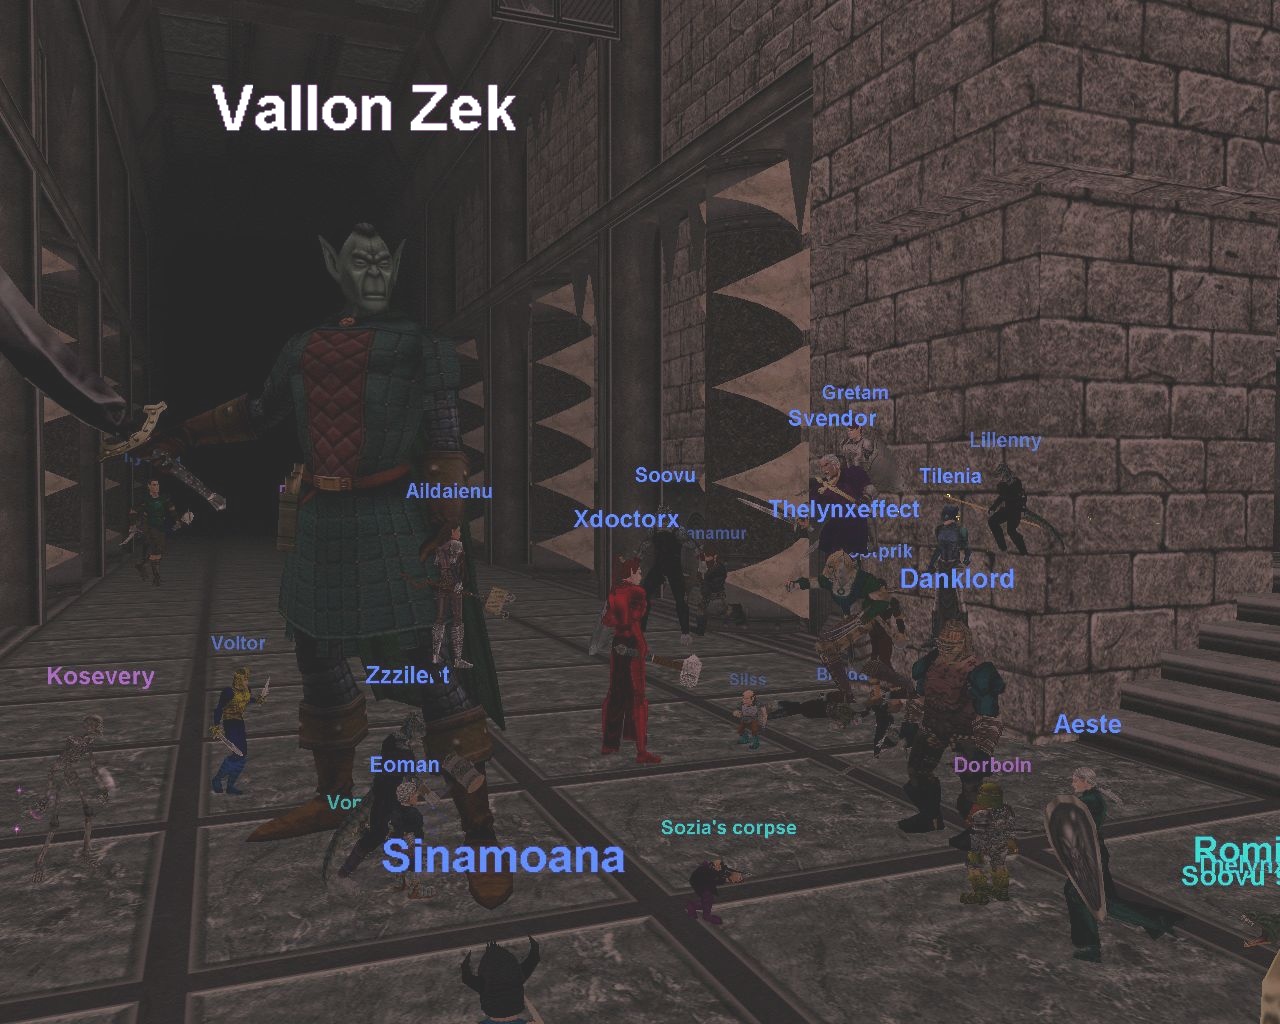 Vallon Zek
Gretam
Svendor
Lillenny
Soovu
Tilenia
Aildaienu
Thelynxeffect
Xdoctorx
Danklord
Voltor
Kosevery
Zzzilent
Silss
Aeste
Eoman
Dorboln
Sozia's corpse
Sinamoana